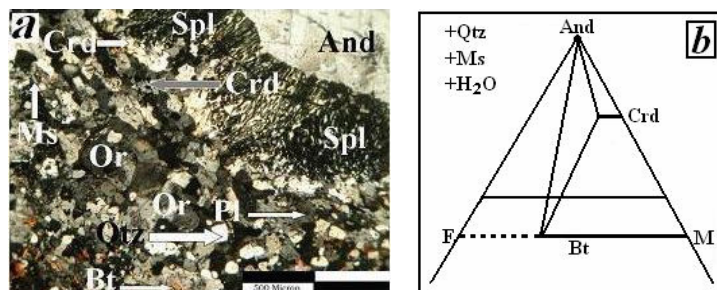 a
Crd
Spl
And
Crd
Ms
Spl
Or
Or
Pl
Qtz
Bt
500 Micron
b
+Qtz
+Ms
+H₂O
And
Crd
F
M
Bt